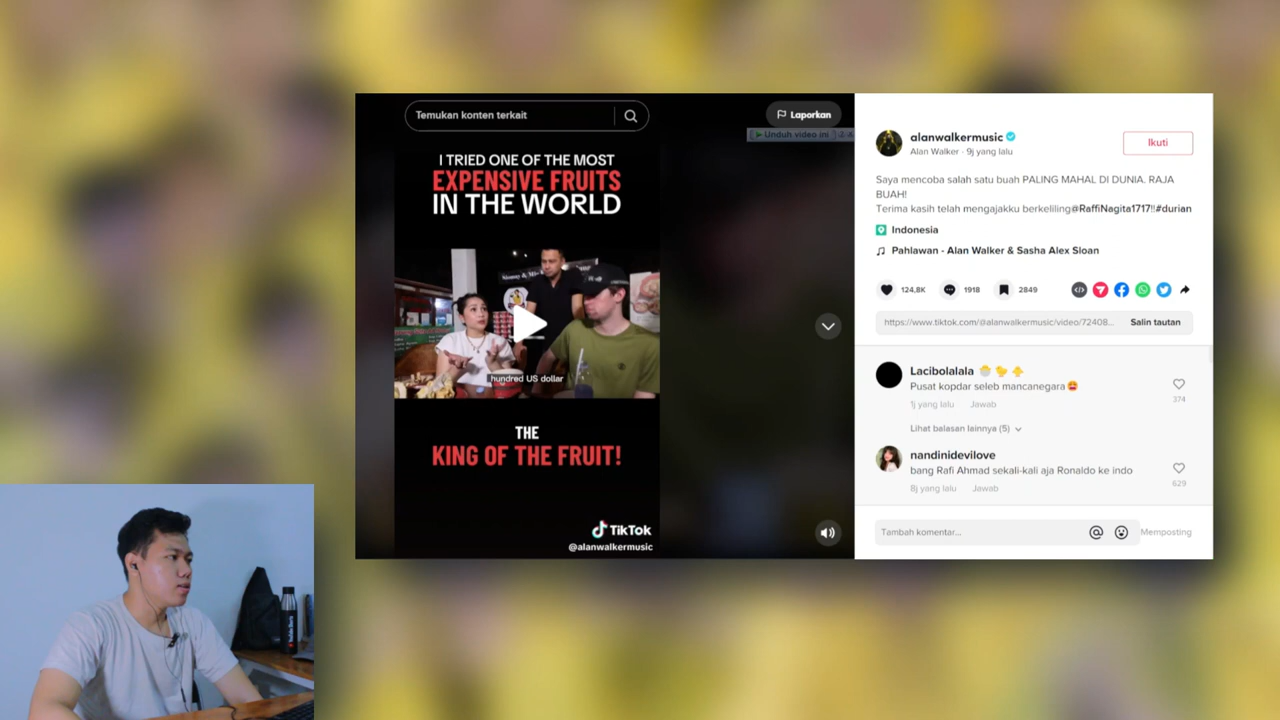 Temukan konten terkait
Laporkan
Unduh video ini
I TRIED ONE OF THE MOST
EXPENSIVE FRUITS
IN THE WORLD
hundred US dollar
THE
KING OF THE FRUIT!
TikTok
@alanwalkermusic
alanwalkermusic
Alan Walker · 9j yang lalu
Ikuti
Saya mencoba salah satu buah PALING MAHAL DI DUNIA. RAJA
BUAH!
Terima kasih telah mengajakku berkeliling@RaffiNagita1717!!#durian
Indonesia
Pahlawan - Alan Walker & Sasha Alex Sloan
124,8K 1918 2849
https://www.tiktok.com/@alanwalkermusic/video/72408... Salin tautan
Lacibolalala
Pusat kopdar seleb mancanegara🤩
374
1j yang lalu Jawab
Lihat balasan lainnya (5)
nandinidevilove
bang Rafi Ahmad sekali-kali aja Ronaldo ke indo
629
8j yang lalu Jawab
Tambah komentar... Memposting